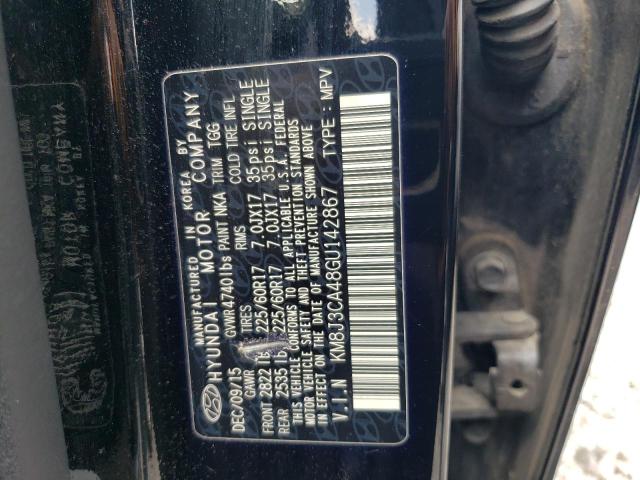 MANUFACTURED IN KOREA BY
HYUNDAI MOTOR COMPANY
DEC/09/15 GVWR 4740lbs PAINT NKA TRIM TGG
GAWR TIRES RIMS COLD TIRE INFL
FRONT 2822 lb 225/60R17 7.0JX17 35psi SINGLE
REAR 2535 lb 225/60R17 7.0JX17 35psi SINGLE
THIS VEHICLE CONFORMS TO ALL APPLICABLE U.S.A. FEDERAL
MOTOR VEHICLE SAFETY AND THEFT PREVENTION STANDARDS
IN EFFECT ON THE DATE OF MANUFACTURE SHOWN ABOVE
V.I.N KM8J3CA48GU142867 TYPE : MPV